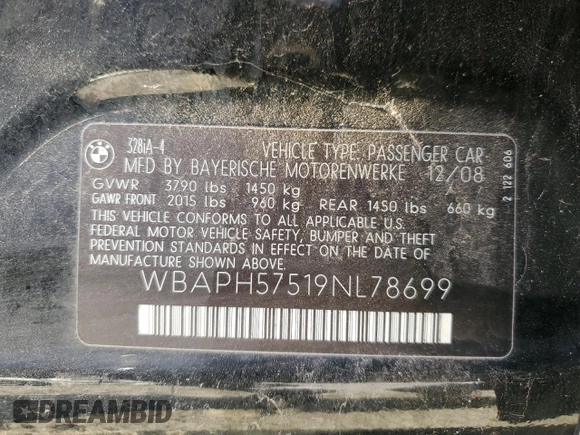 BMW
328iA-4
VEHICLE TYPE: PASSENGER CAR
MFD BY BAYERISCHE MOTORENWERKE 12/08
GVWR 3790 lbs 1450 kg
GAWR FRONT 2015 lbs 960 kg REAR 1450 lbs 660 kg
THIS VEHICLE CONFORMS TO ALL APPLICABLE U.S.
FEDERAL MOTOR VEHICLE SAFETY, BUMPER AND THEFT
PREVENTION STANDARDS IN EFFECT ON THE DATE
OF MANUFACTURE SHOWN ABOVE.
WBAPH57519NL78699
2 122 606
DREAMBID